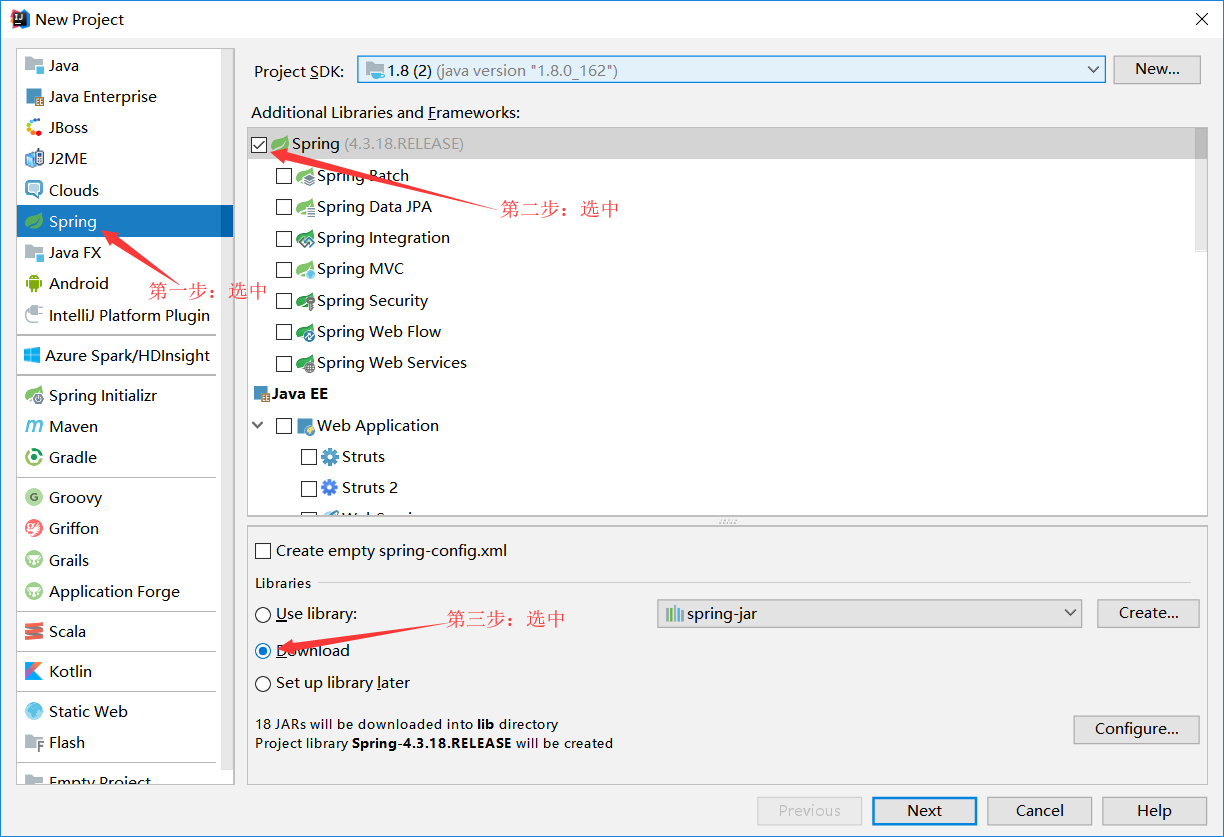 New Project
Java
Java Enterprise
JBoss
J2ME
Clouds
Spring
Java FX
Android
第一步：选中
IntelliJ Platform Plugin
Azure Spark/HDInsight
Spring Initializr
Maven
Gradle
Groovy
Griffon
Grails
Application Forge
Scala
Kotlin
Static Web
Flash
Empty Project
Project SDK: 1.8 (2) (java version "1.8.0_162") New...
Additional Libraries and Frameworks:
Spring (4.3.18.RELEASE)
Spring Batch
Spring Data JPA
第二步：选中
Spring Integration
Spring MVC
Spring Security
Spring Web Flow
Spring Web Services
Java EE
Web Application
Struts
Struts 2
Create empty spring-config.xml
Libraries
Use library: spring-jar Create...
第三步：选中
Download
Set up library later
18 JARs will be downloaded into lib directory
Project library Spring-4.3.18.RELEASE will be created
Configure...
Previous Next Cancel Help